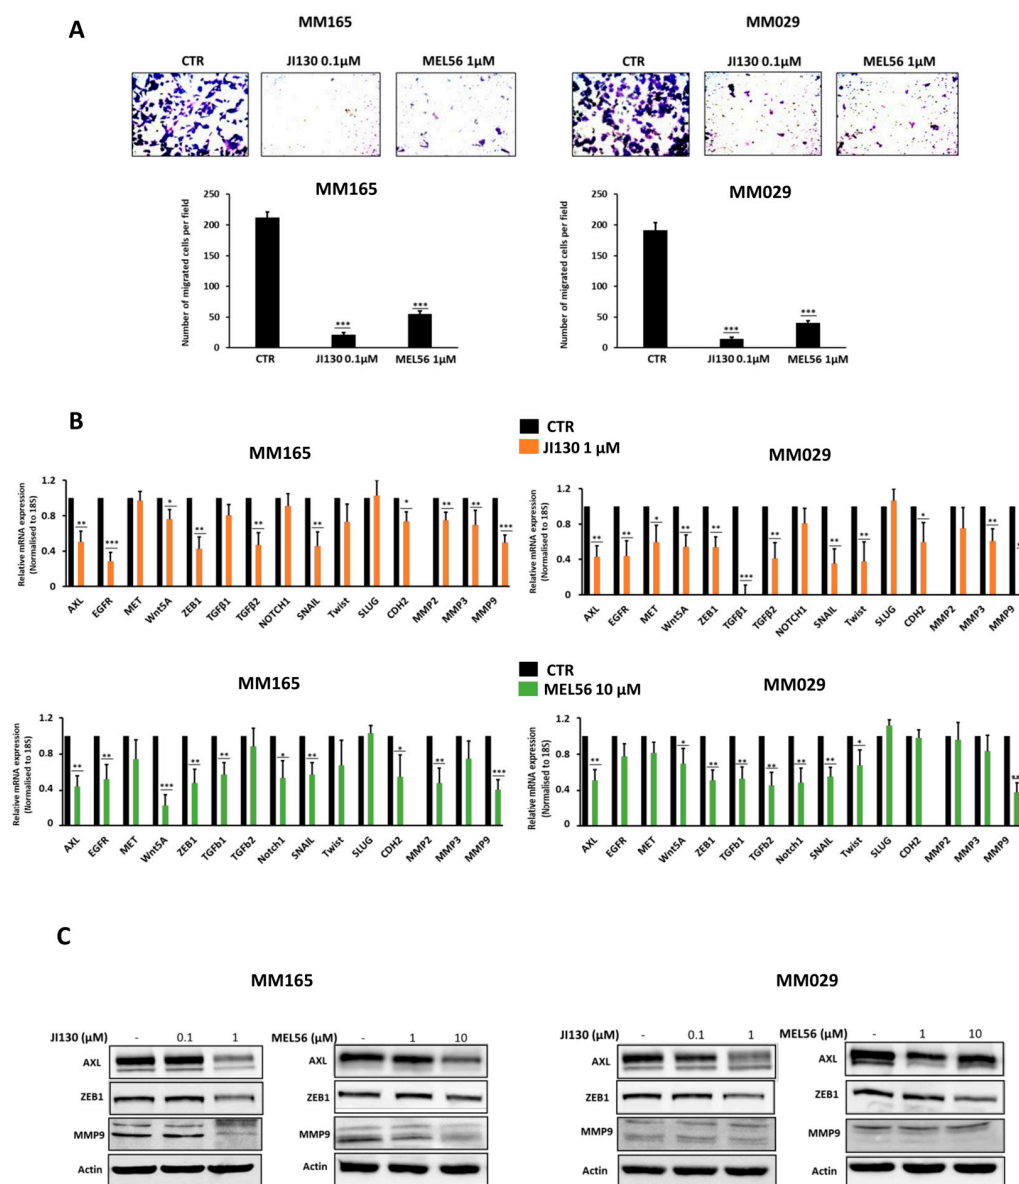 A
MM165
MM029
CTR
JI130 0.1µM
MEL56 1µM
CTR
JI130 0.1µM
MEL56 1µM
MM165
MM029
Number of migrated cells per field
250
200
150
100
50
0
***
***
CTR
JI130 0.1µM
MEL56 1µM
Number of migrated cells per field
250
200
150
100
50
0
***
***
CTR
JI130 0.1µM
MEL56 1µM
B
CTR
JI130 1 µM
MM165
MM029
Relative mRNA expression
(Normalised to 18S)
1.2
0.8
0.4
0
** *** * ** ** ** * ** ** ***
AXL EGFR MET Wnt5A ZEB1 TGFβ1 TGFβ2 NOTCH1 SNAIL Twist SLUG CDH2 MMP2 MMP3 MMP9
Relative mRNA expression
(Normalised to 18S)
1.2
0.8
0.4
0
** ** * ** ** *** ** ** ** * **
AXL EGFR MET Wnt5A ZEB1 TGFβ1 TGFβ2 NOTCH1 SNAIL Twist SLUG CDH2 MMP2 MMP3 MMP9
CTR
MEL56 10 µM
MM165
MM029
Relative mRNA expression
(Normalised to 18S)
1.2
0.8
0.4
0
** ** *** ** ** * ** * ** ***
AXL EGFR MET Wnt5A ZEB1 TGFb1 TGFb2 Notch1 SNAIL Twist SLUG CDH2 MMP2 MMP3 MMP9
Relative mRNA expression
(Normalised to 18S)
1.2
0.8
0.4
0
** * ** ** ** ** ** *
AXL EGFR MET Wnt5A ZEB1 TGFb1 TGFb2 Notch1 SNAIL Twist SLUG CDH2 MMP2 MMP3 MMP9
C
MM165
MM029
JI130 (µM) - 0.1 1
AXL
ZEB1
MMP9
Actin
MEL56 (µM) - 1 10
AXL
ZEB1
MMP9
Actin
JI130 (µM) - 0.1 1
AXL
ZEB1
MMP9
Actin
MEL56 (µM) - 1 10
AXL
ZEB1
MMP9
Actin